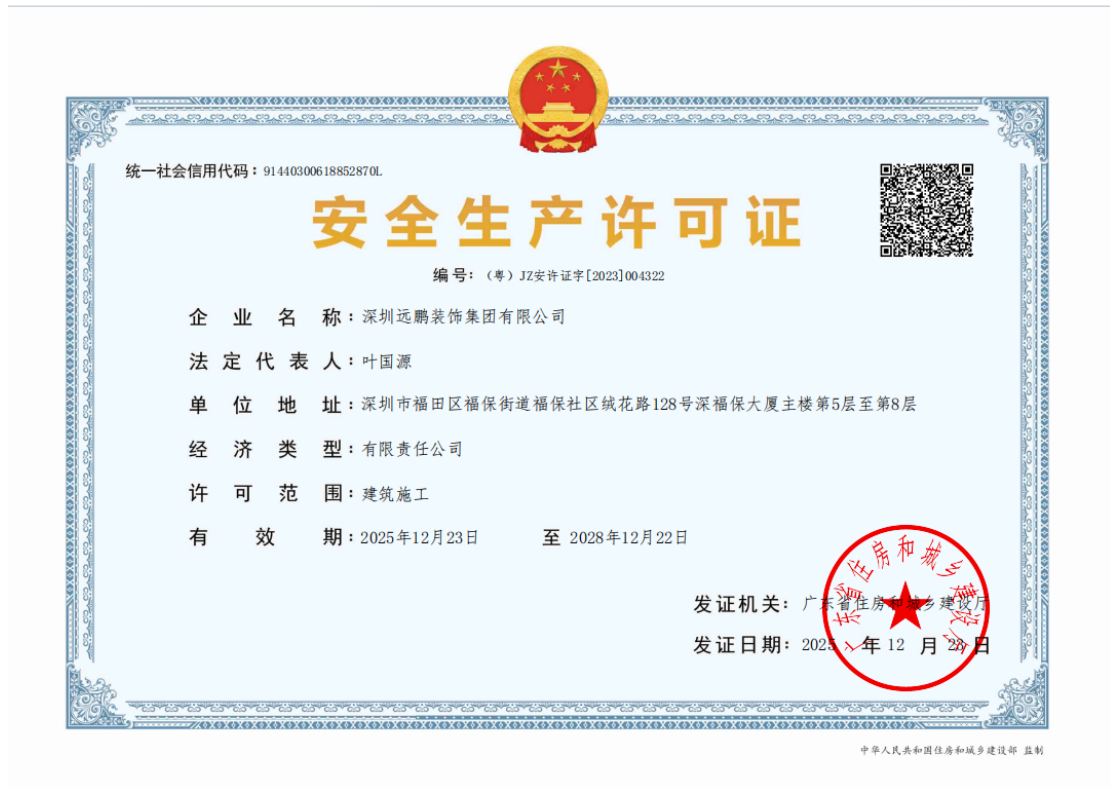 统一社会信用代码：91440300618852870L
安全生产许可证
编号：（粤）JZ安许证字[2023]004322
企业名称：深圳远鹏装饰集团有限公司
法定代表人：叶国源
单位地址：深圳市福田区福保街道福保社区绒花路128号深福保大厦主楼第5层至第8层
经济类型：有限责任公司
许可范围：建筑施工
有效期：2025年12月23日 至 2028年12月22日
发证机关：广东省住房和城乡建设厅
发证日期：2025 年 12 月 23 日
广东省住房和城乡建设厅
中华人民共和国住房和城乡建设部 监制